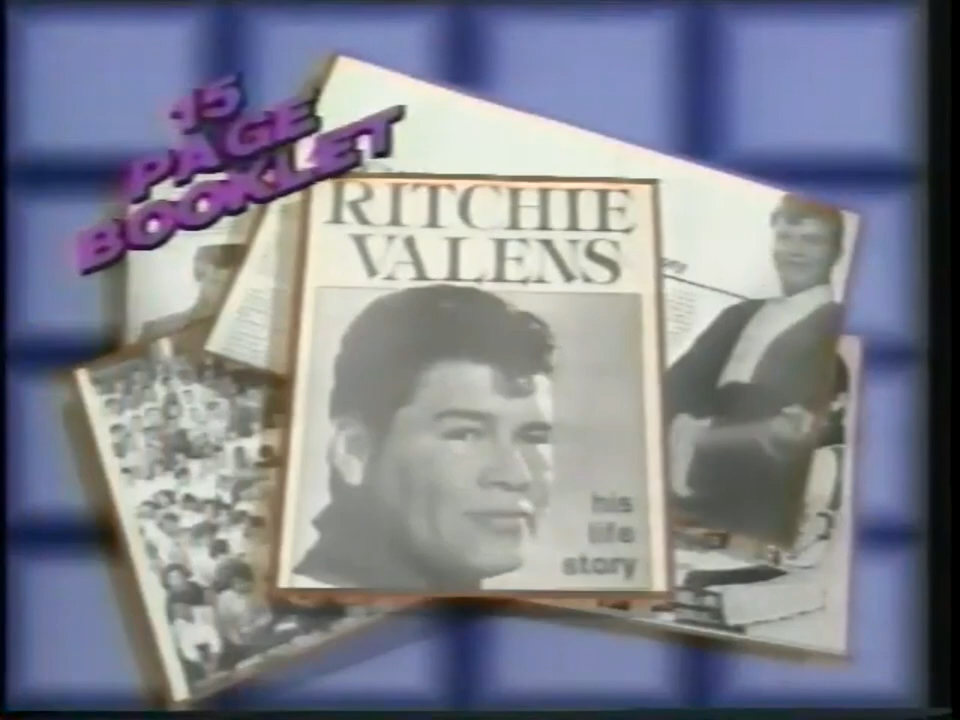 15
PAGE
BOOKLET
RITCHIE
VALENS
his
life
story